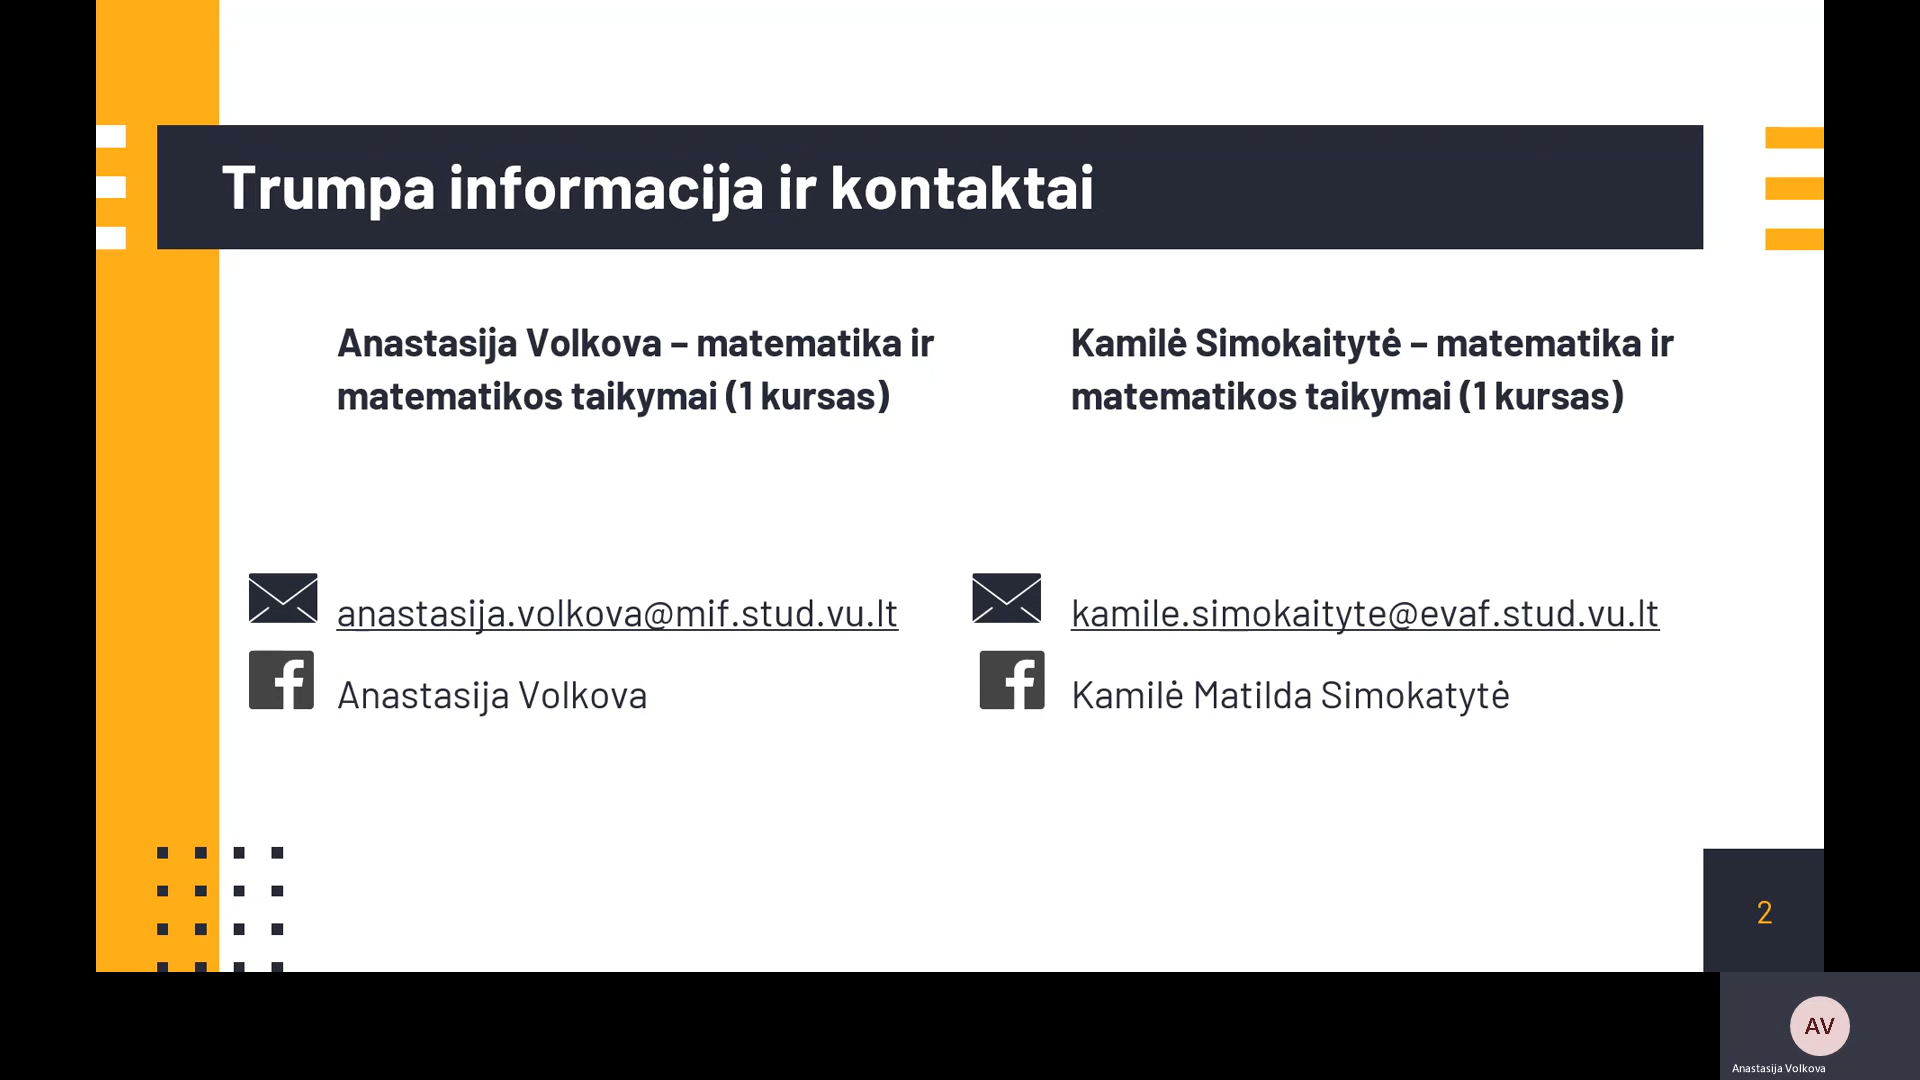 Trumpa informacija ir kontaktai
Anastasija Volkova – matematika ir
matematikos taikymai (1 kursas)
anastasija.volkova@mif.stud.vu.lt
Anastasija Volkova
Kamilė Simokaitytė – matematika ir
matematikos taikymai (1 kursas)
kamile.simokaityte@evaf.stud.vu.lt
Kamilė Matilda Simokatytė
2
AV
Anastasija Volkova